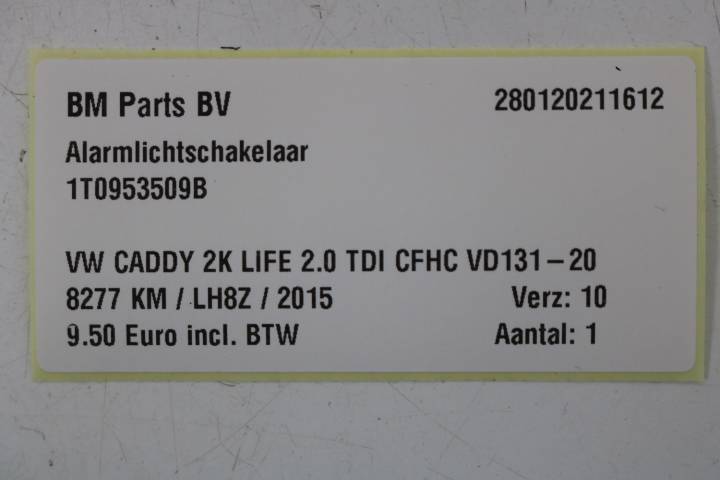 BM Parts BV 280120211612
Alarmlichtschakelaar
1T0953509B
VW CADDY 2K LIFE 2.0 TDI CFHC VD131-20
8277 KM / LH8Z / 2015 Verz: 10
9.50 Euro incl. BTW Aantal: 1